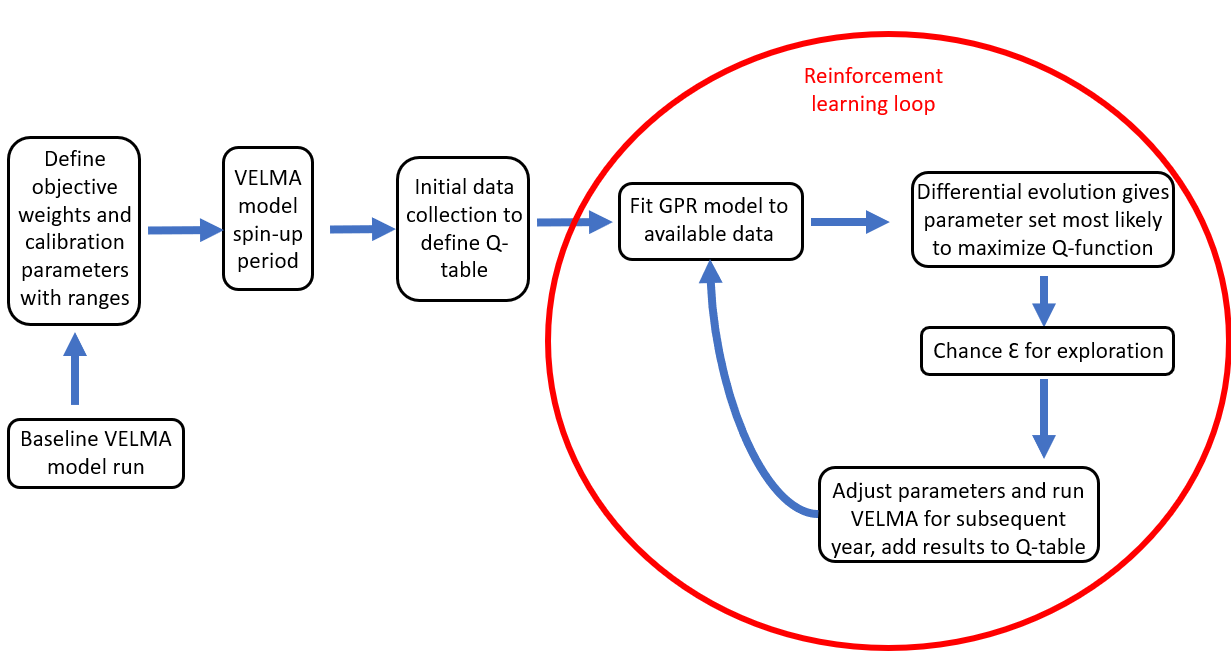 Reinforcement
learning loop
Define
objective
weights and
calibration
parameters
with ranges
VELMA
model
spin-up
period
Initial data
collection to
define Q-
table
Fit GPR model to
available data
Differential evolution gives
parameter set most likely
to maximize Q-function
Chance Ɛ for exploration
Baseline VELMA
model run
Adjust parameters and run
VELMA for subsequent
year, add results to Q-table